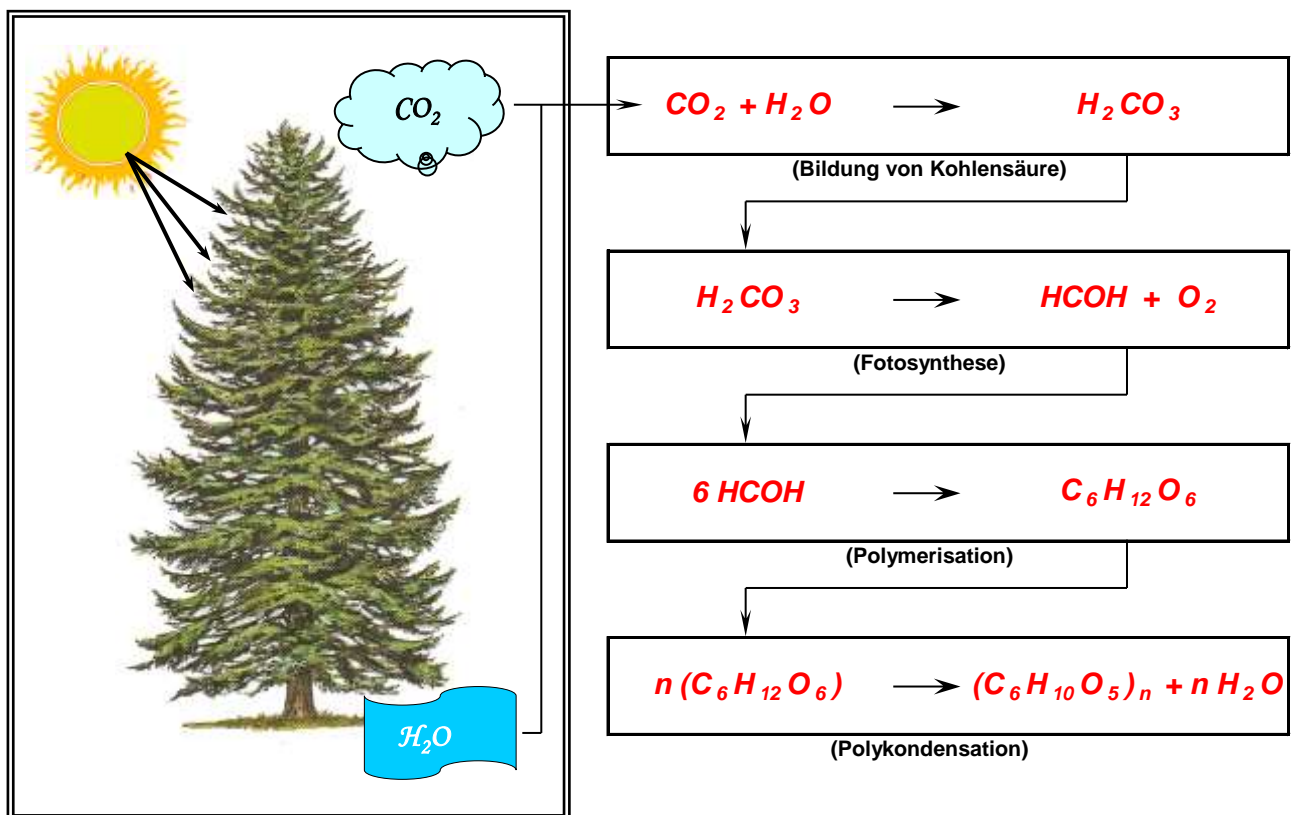 CO₂
H₂O
CO₂ + H₂O → H₂CO₃
(Bildung von Kohlensäure)
H₂CO₃ → HCOH + O₂
(Fotosynthese)
6 HCOH → C₆H₁₂O₆
(Polymerisation)
n (C₆H₁₂O₆) → (C₆H₁₀O₅)ₙ + n H₂O
(Polykondensation)